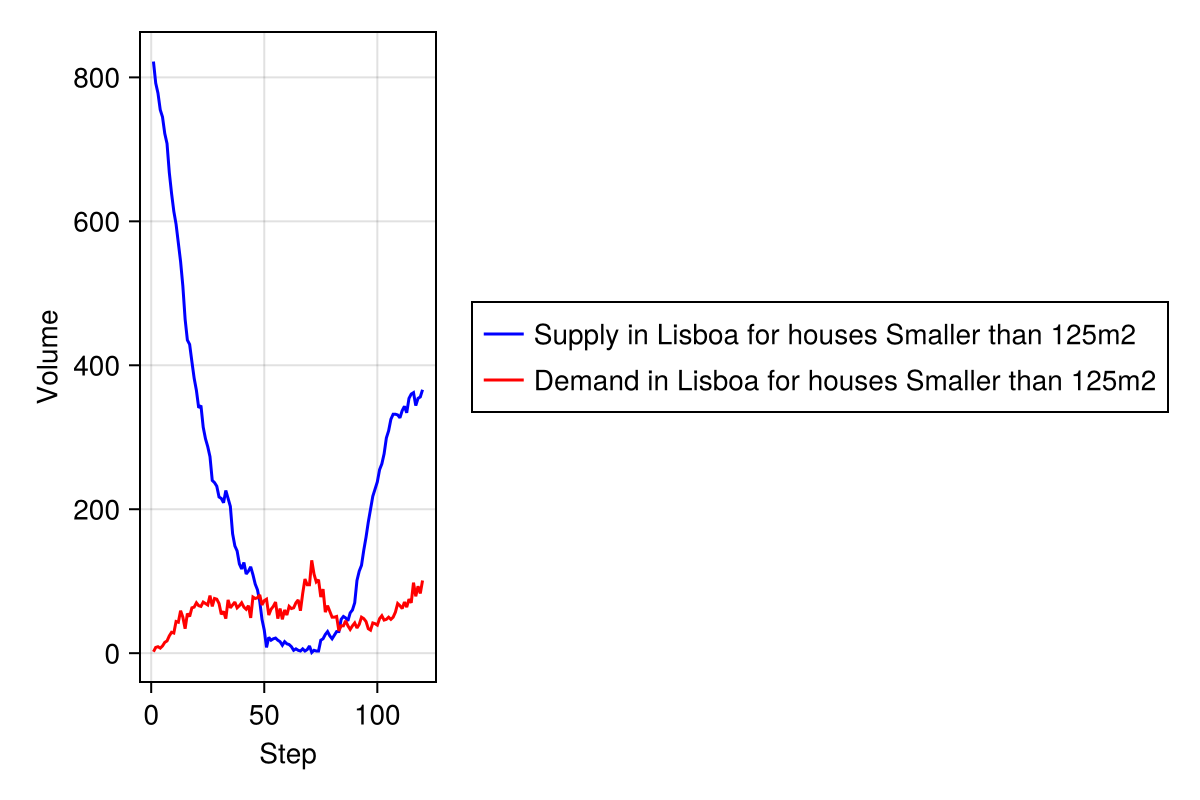 800
600
400
200
0
Volume
0 50 100
Step
Supply in Lisboa for houses Smaller than 125m2
Demand in Lisboa for houses Smaller than 125m2